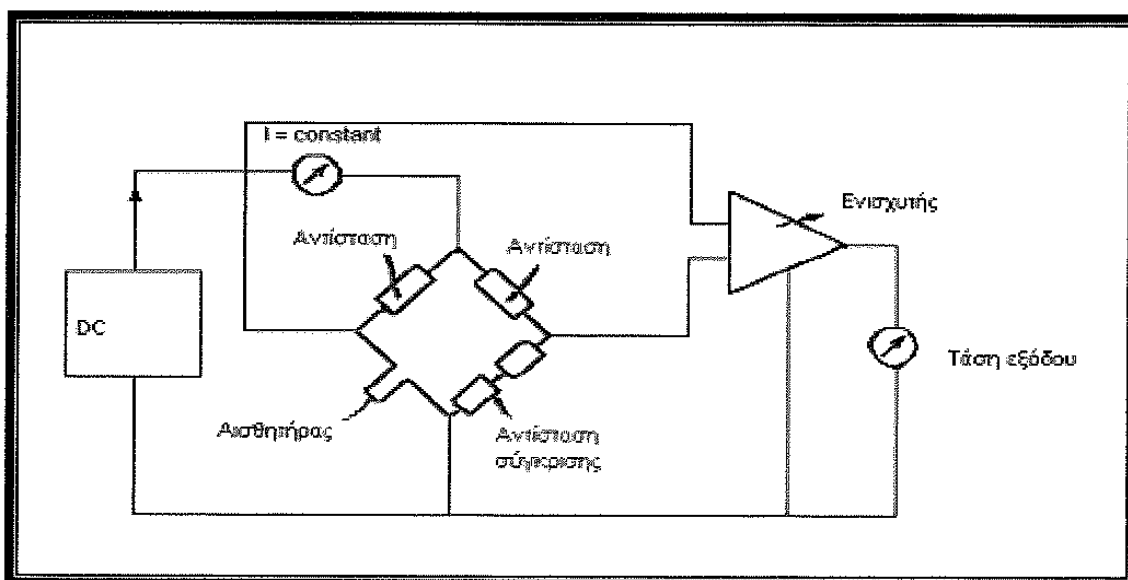 I = constant
Ενισχυτής
Αντίσταση
Αντίσταση
DC
Τάση εξόδου
Αισθητήρας
Αντίσταση
σύγκρισης